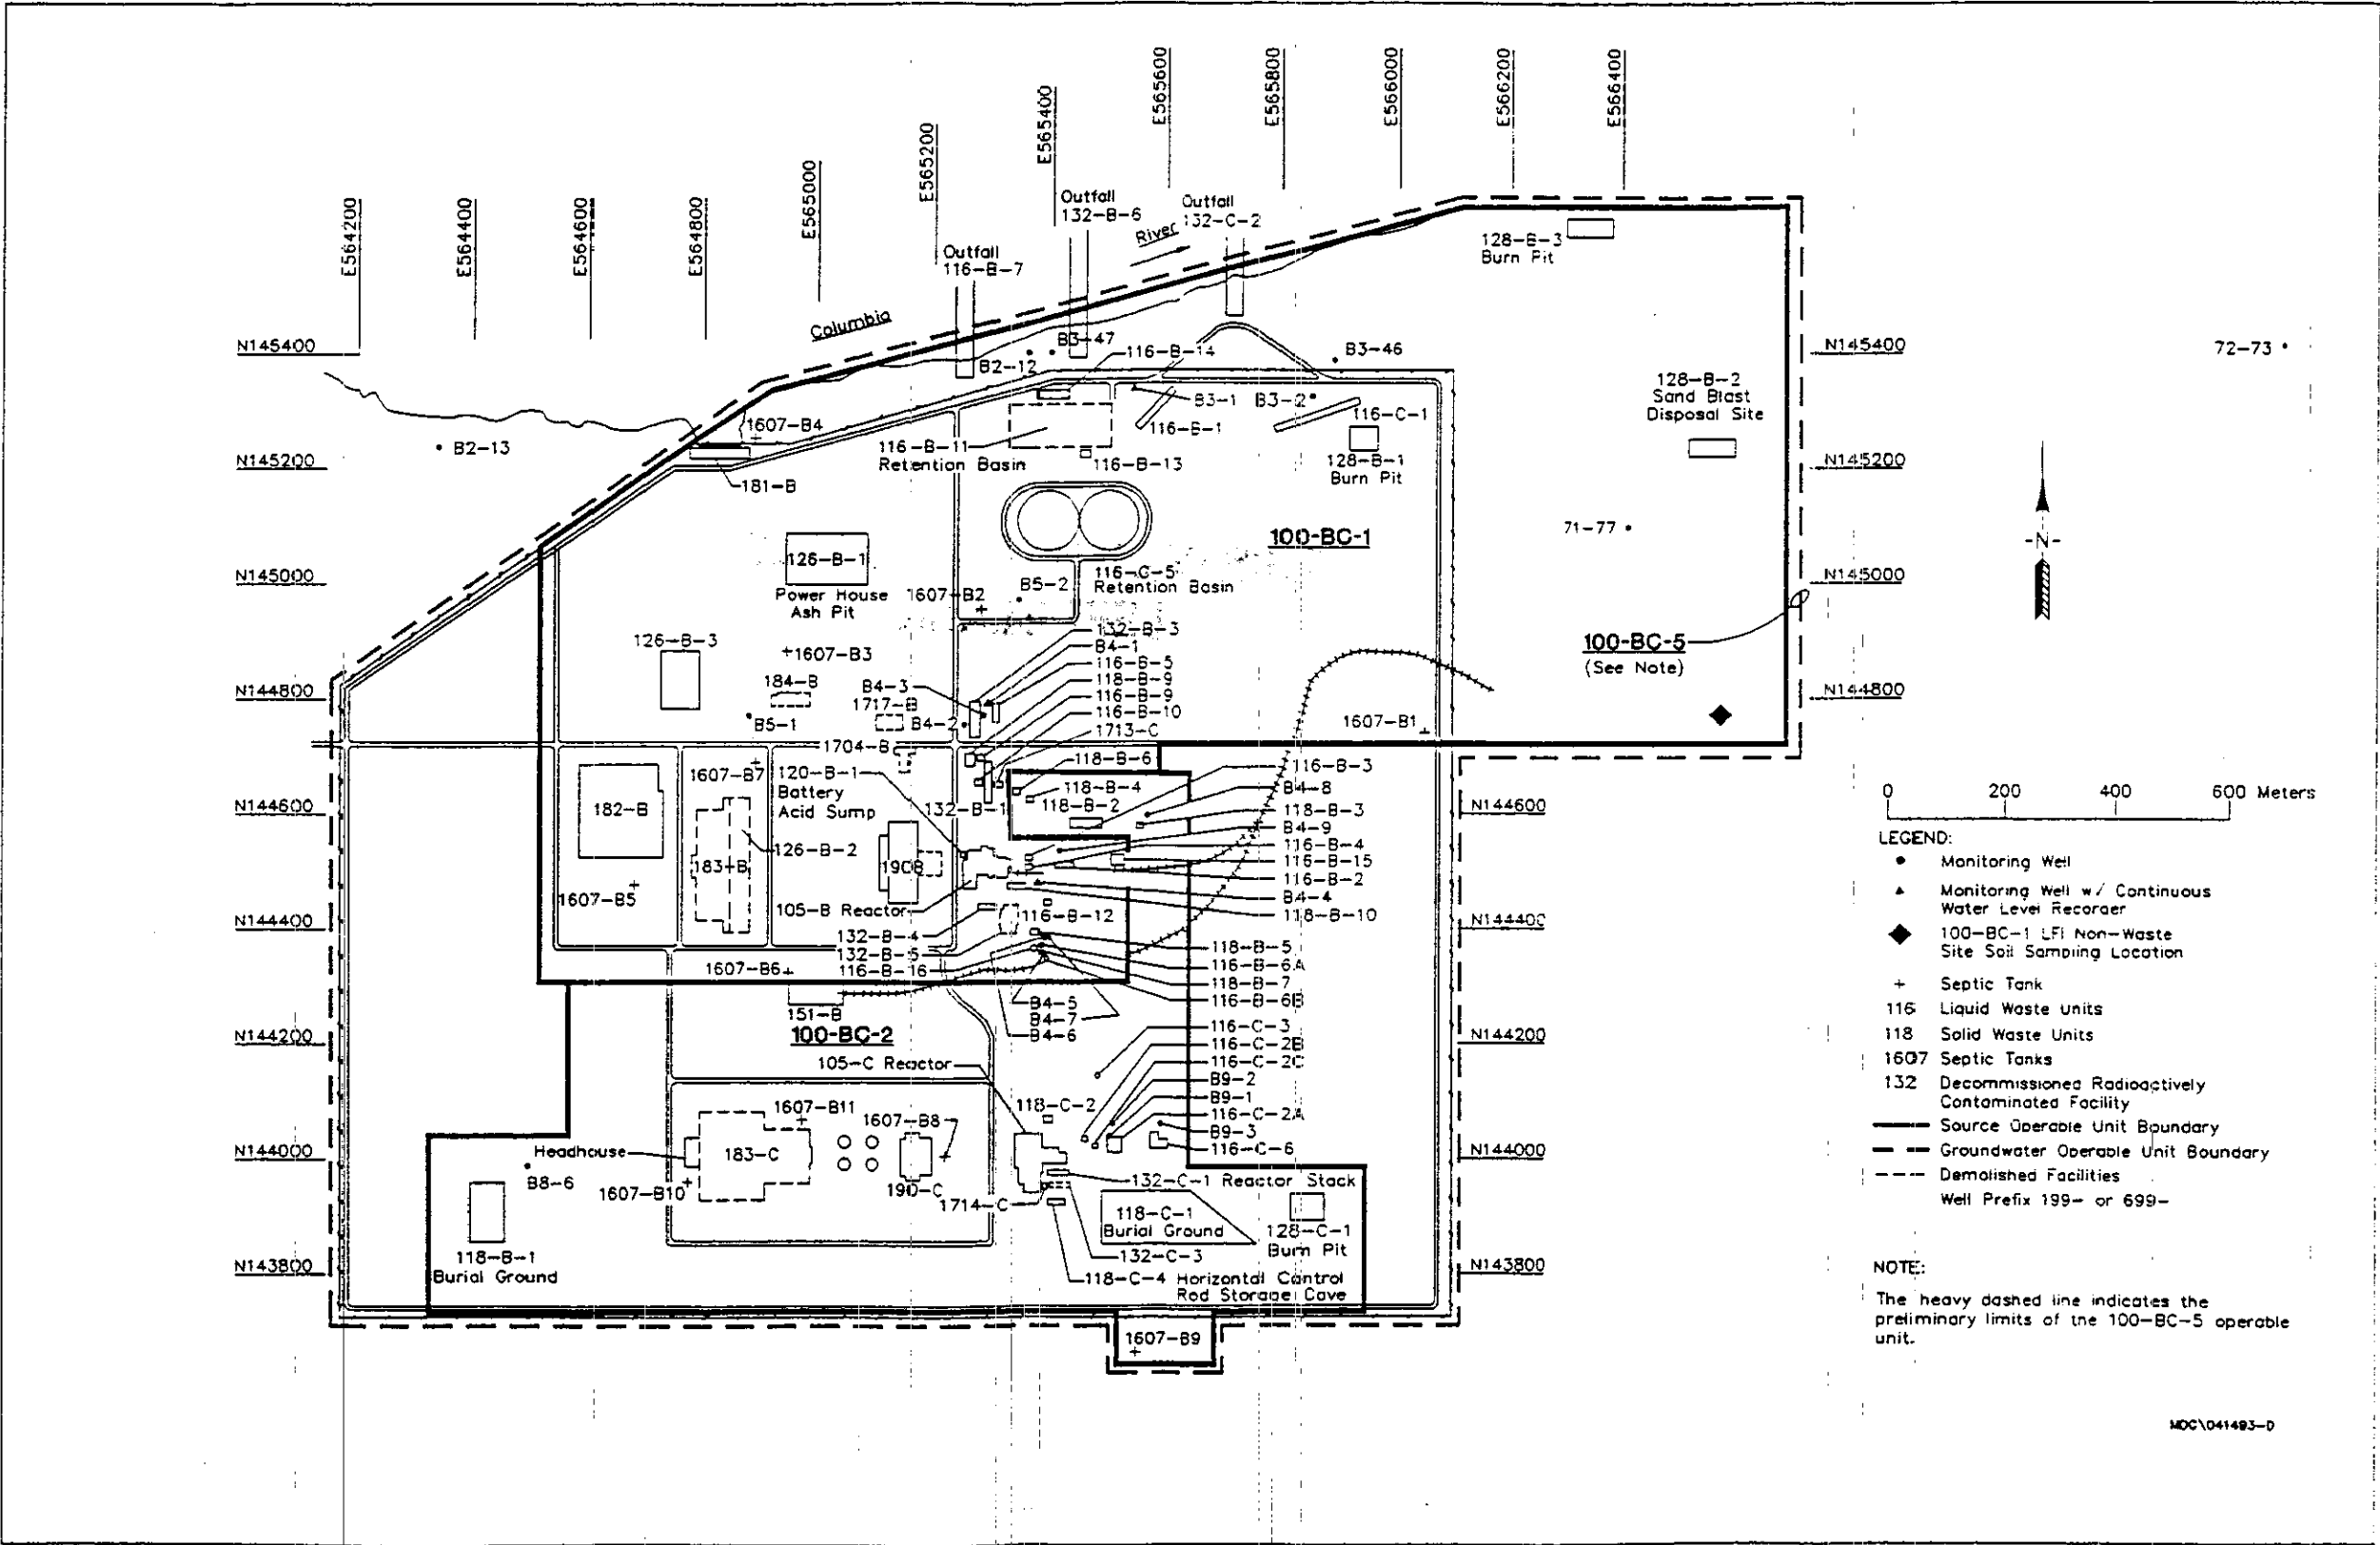 E564200
E564400
E564600
E564800
E565000
E565200
E565400
E565600
E565800
E566000
E566200
E566400
Outfall
132-B-6
Outfall
132-C-2
River
Outfall
116-B-7
Columbia
128-B-3
Burn Pit
N145400
N145400
72-73
B3-47
B2-12
116-B-14
B3-46
128-B-2
Sand Blast
Disposal Site
B3-1
B3-2
116-C-1
116-B-1
1607-B4
B2-13
116-B-11
Retention Basin
116-B-13
128-B-1
Burn Pit
N145200
N145200
181-B
71-77
100-BC-1
-N-
126-B-1
Power House
Ash Pit
N145000
N145000
116-C-5
Retention Basin
B5-2
1607-B2
132-B-3
B4-1
116-B-5
118-B-9
116-B-9
116-B-10
1713-C
126-B-3
1607-B3
184-B
1717-B
B4-3
B4-2
B5-1
100-BC-5
(See Note)
N144800
N144800
1607-B1
1704-B
118-B-6
116-B-3
118-B-4
B4-8
118-B-2
118-B-3
B4-9
116-B-4
116-B-15
116-B-2
B4-4
118-B-10
1607-B7
120-B-1
Battery
Acid Sump
132-B-1
182-B
N144600
N144600
126-B-2
183-B
190B
1607-B5
105-B Reactor
116-B-12
N144400
N144400
132-B-4
132-B-5
116-B-16
1607-B6
118-B-5
116-B-6A
118-B-7
116-B-6B
B4-5
B4-7
B4-6
151-B
100-BC-2
N144200
N144200
116-C-3
116-C-2B
116-C-2C
B9-2
B9-1
116-C-2A
B9-3
116-C-6
105-C Reactor
118-C-2
1607-B11
1607-B8
Headhouse
183-C
N144000
N144000
B8-6
1607-B10
190-C
1714-C
132-C-1 Reactor Stack
118-C-1
Burial Ground
128-C-1
Burn Pit
132-C-3
118-C-4 Horizontal Control
Rod Storage Cave
118-B-1
Burial Ground
N143800
N143800
1607-B9
0 200 400 600 Meters
LEGEND:
Monitoring Well
Monitoring Well w/ Continuous
Water Level Recorder
100-BC-1 LFI Non-Waste
Site Soil Sampling Location
+ Septic Tank
116 Liquid Waste units
118 Solid Waste Units
1607 Septic Tanks
132 Decommissioned Radioactively
Contaminated Facility
Source Operable Unit Boundary
Groundwater Operable Unit Boundary
Demolished Facilities
Well Prefix 199- or 699-
NOTE:
The heavy dashed line indicates the
preliminary limits of the 100-BC-5 operable
unit.
MDC\041493-D